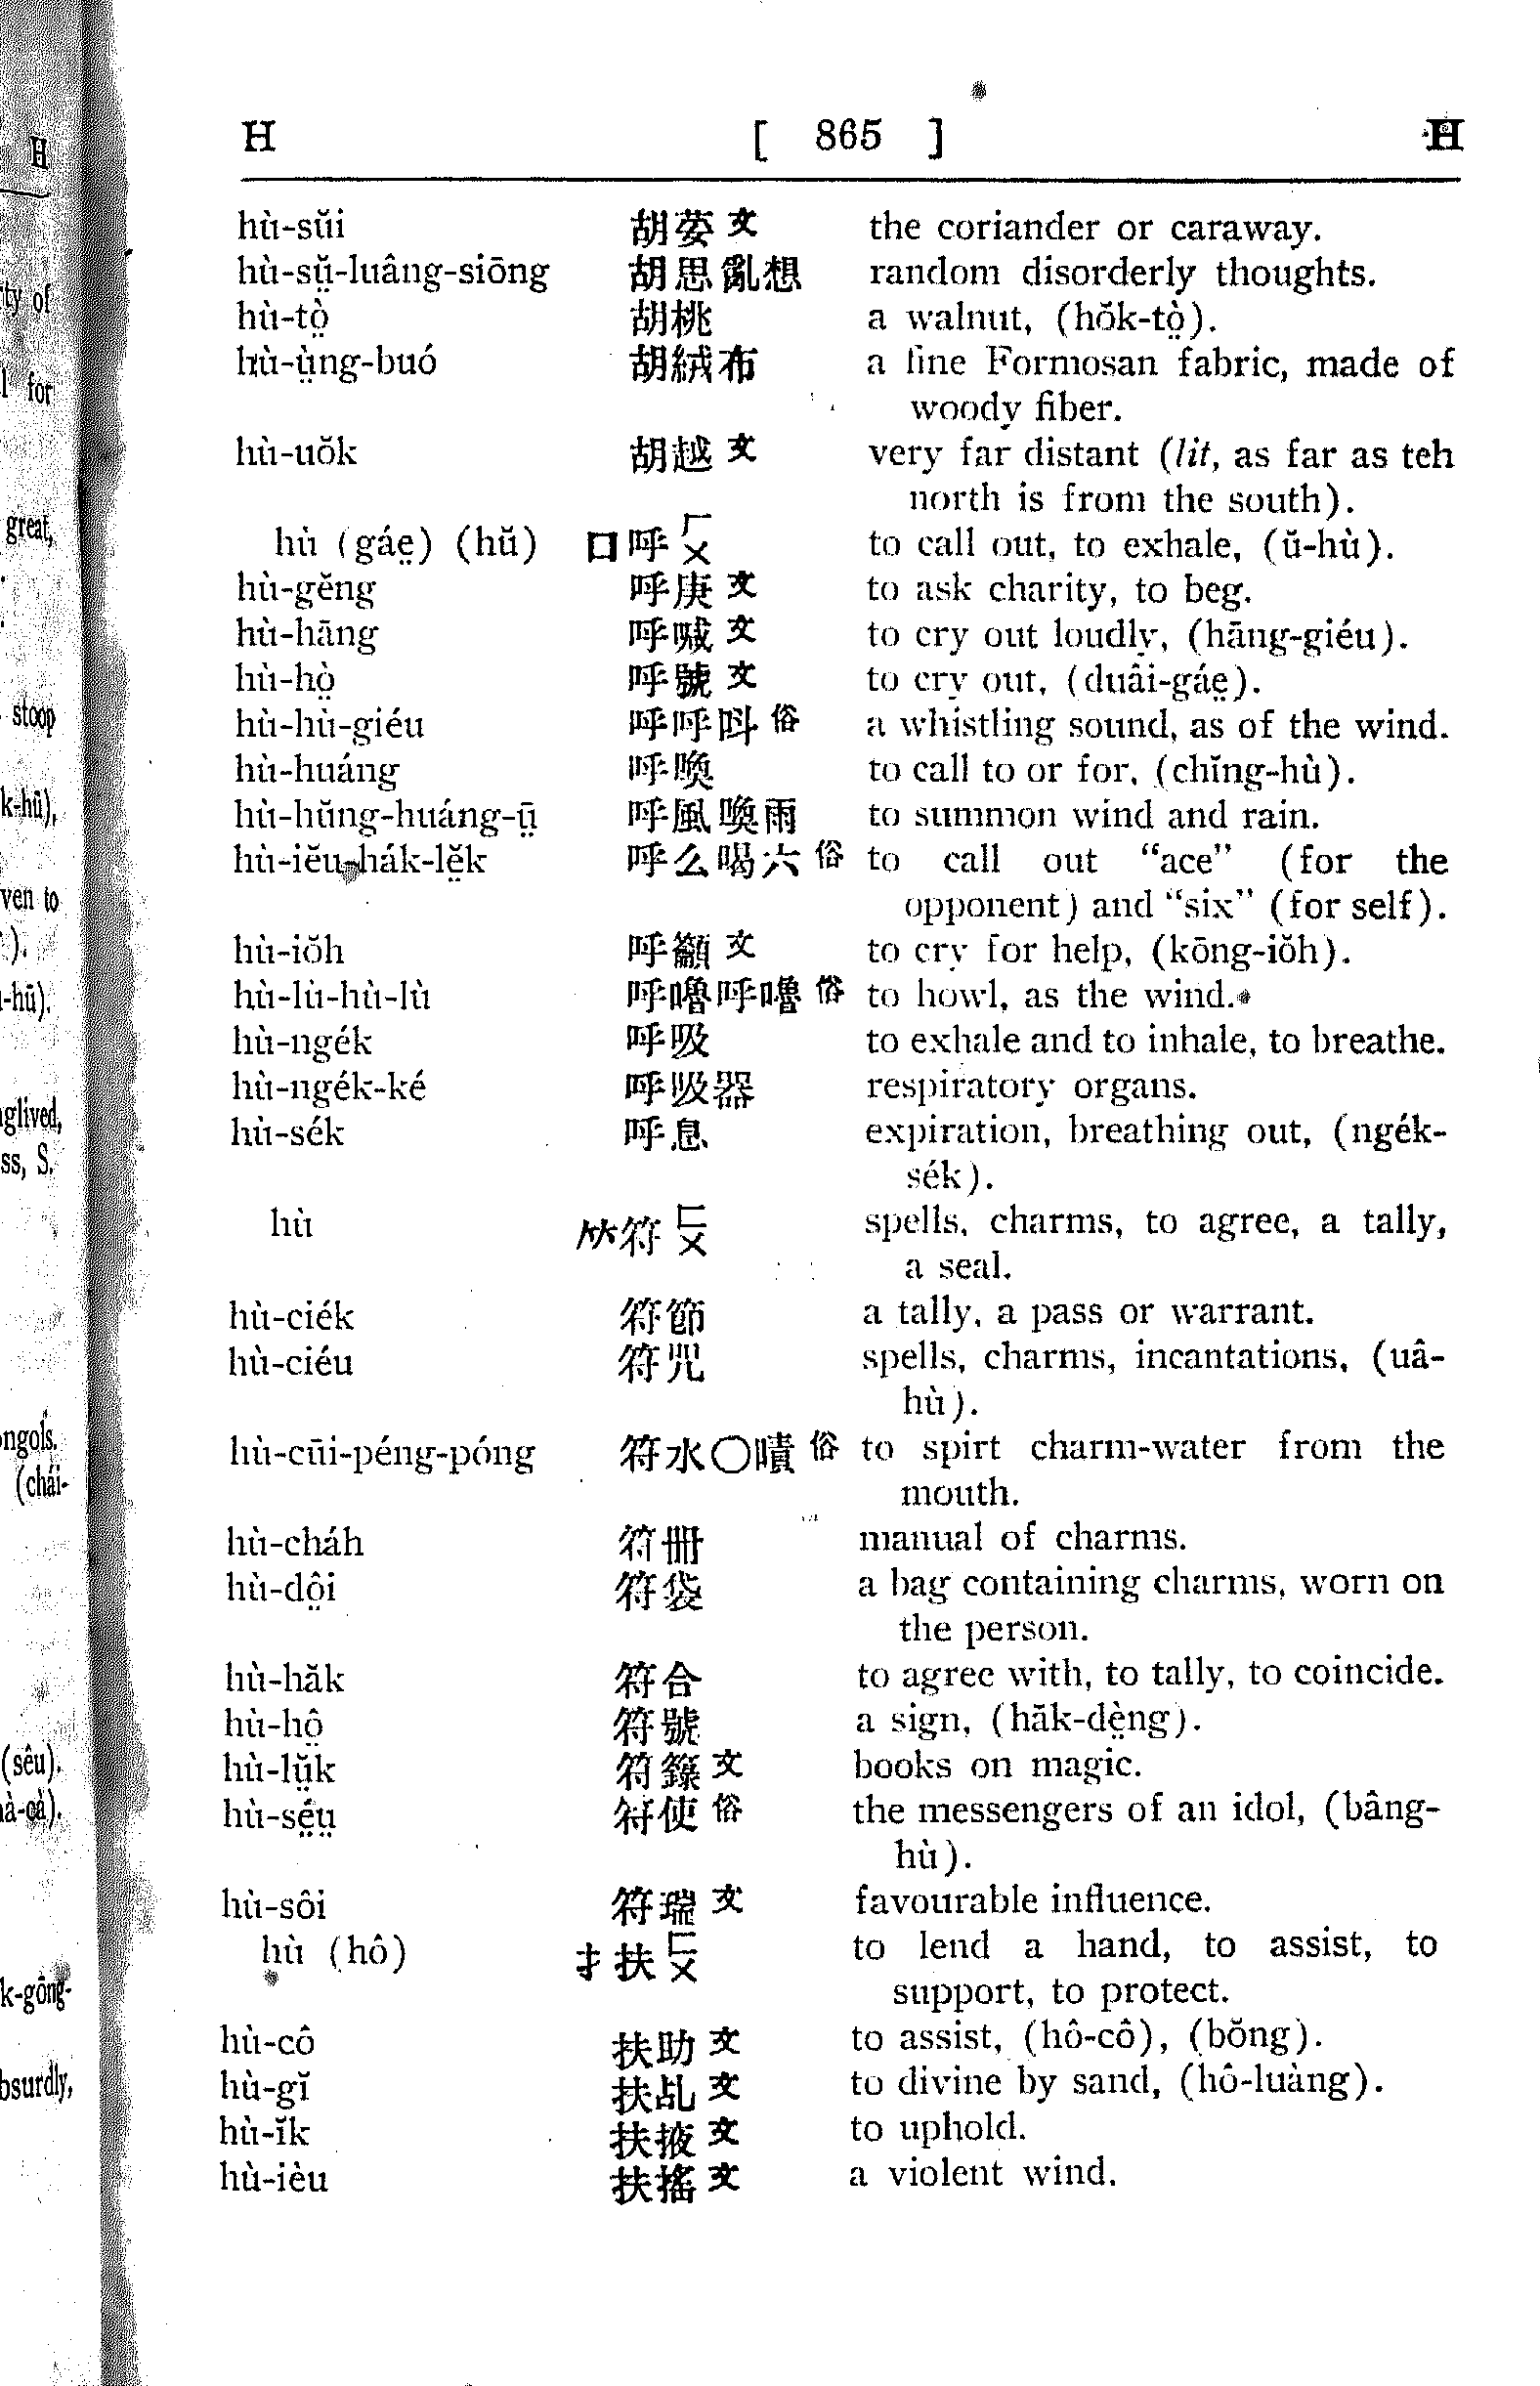 H [ 865 ] H
hù-sŭi 胡荽文 the coriander or caraway.
hù-sṳ̆-luâng-siōng 胡思亂想 random disorderly thoughts.
hù-tò̤ 胡桃 a walnut, (hŏk-tò̤).
hù-ṳ̀ng-buó 胡絨布 a fine Formosan fabric, made of
woody fiber.
hù-uŏk 胡越文 very far distant (lit, as far as teh
north is from the south).
hù (gáe̤) (hŭ) 口呼ㄏㄨ to call out, to exhale, (ŭ-hù).
hù-gĕng 呼庚文 to ask charity, to beg.
hù-hāng 呼喊文 to cry out loudly, (hāng-giéu).
hù-hò̤ 呼號文 to cry out, (duâi-gáe̤).
hù-hù-giéu 呼呼呌俗 a whistling sound, as of the wind.
hù-huáng 呼喚 to call to or for, (chĭng-hù).
hù-hŭng-huáng-ṳ̄ 呼風喚雨 to summon wind and rain.
hù-iĕu-hák-lĕ̤k 呼么喝六俗 to call out “ace” (for the
opponent) and “six” (for self).
hù-iŏh 呼籲文 to cry for help, (kōng-iŏh).
hù-lù-hù-lù 呼嚕呼嚕俗 to howl, as the wind.
hù-ngék 呼吸 to exhale and to inhale, to breathe.
hù-ngék-ké 呼吸器 respiratory organs.
hù-sék 呼息 expiration, breathing out, (ngék-
sék).
hù 𥫗符ㄈㄨ spells, charms, to agree, a tally,
a seal.
hù-ciék 符節 a tally, a pass or warrant.
hù-ciéu 符咒 spells, charms, incantations, (uâ-
hù).
hù-cūi-péng-póng 符水〇嘳俗 to spirt charm-water from the
mouth.
hù-cháh 符冊 manual of charms.
hù-dô̤i 符袋 a bag containing charms, worn on
the person.
hù-hăk 符合 to agree with, to tally, to coincide.
hù-hô̤ 符號 a sign, (hāk-dè̤ng).
hù-lṳ̆k 符籙文 books on magic.
hù-sé̤ṳ 符使俗 the messengers of an idol, (bâng-
hù).
hù-sôi 符瑞文 favourable influence.
hù (hô) 扌扶ㄈㄨ to lend a hand, to assist, to
support, to protect.
hù-cô 扶助文 to assist, (hô-cô), (bŏng).
hù-gĭ 扶乩文 to divine by sand, (hô-luàng).
hù-ĭk 扶掖文 to uphold.
hù-ièu 扶搖文 a violent wind.